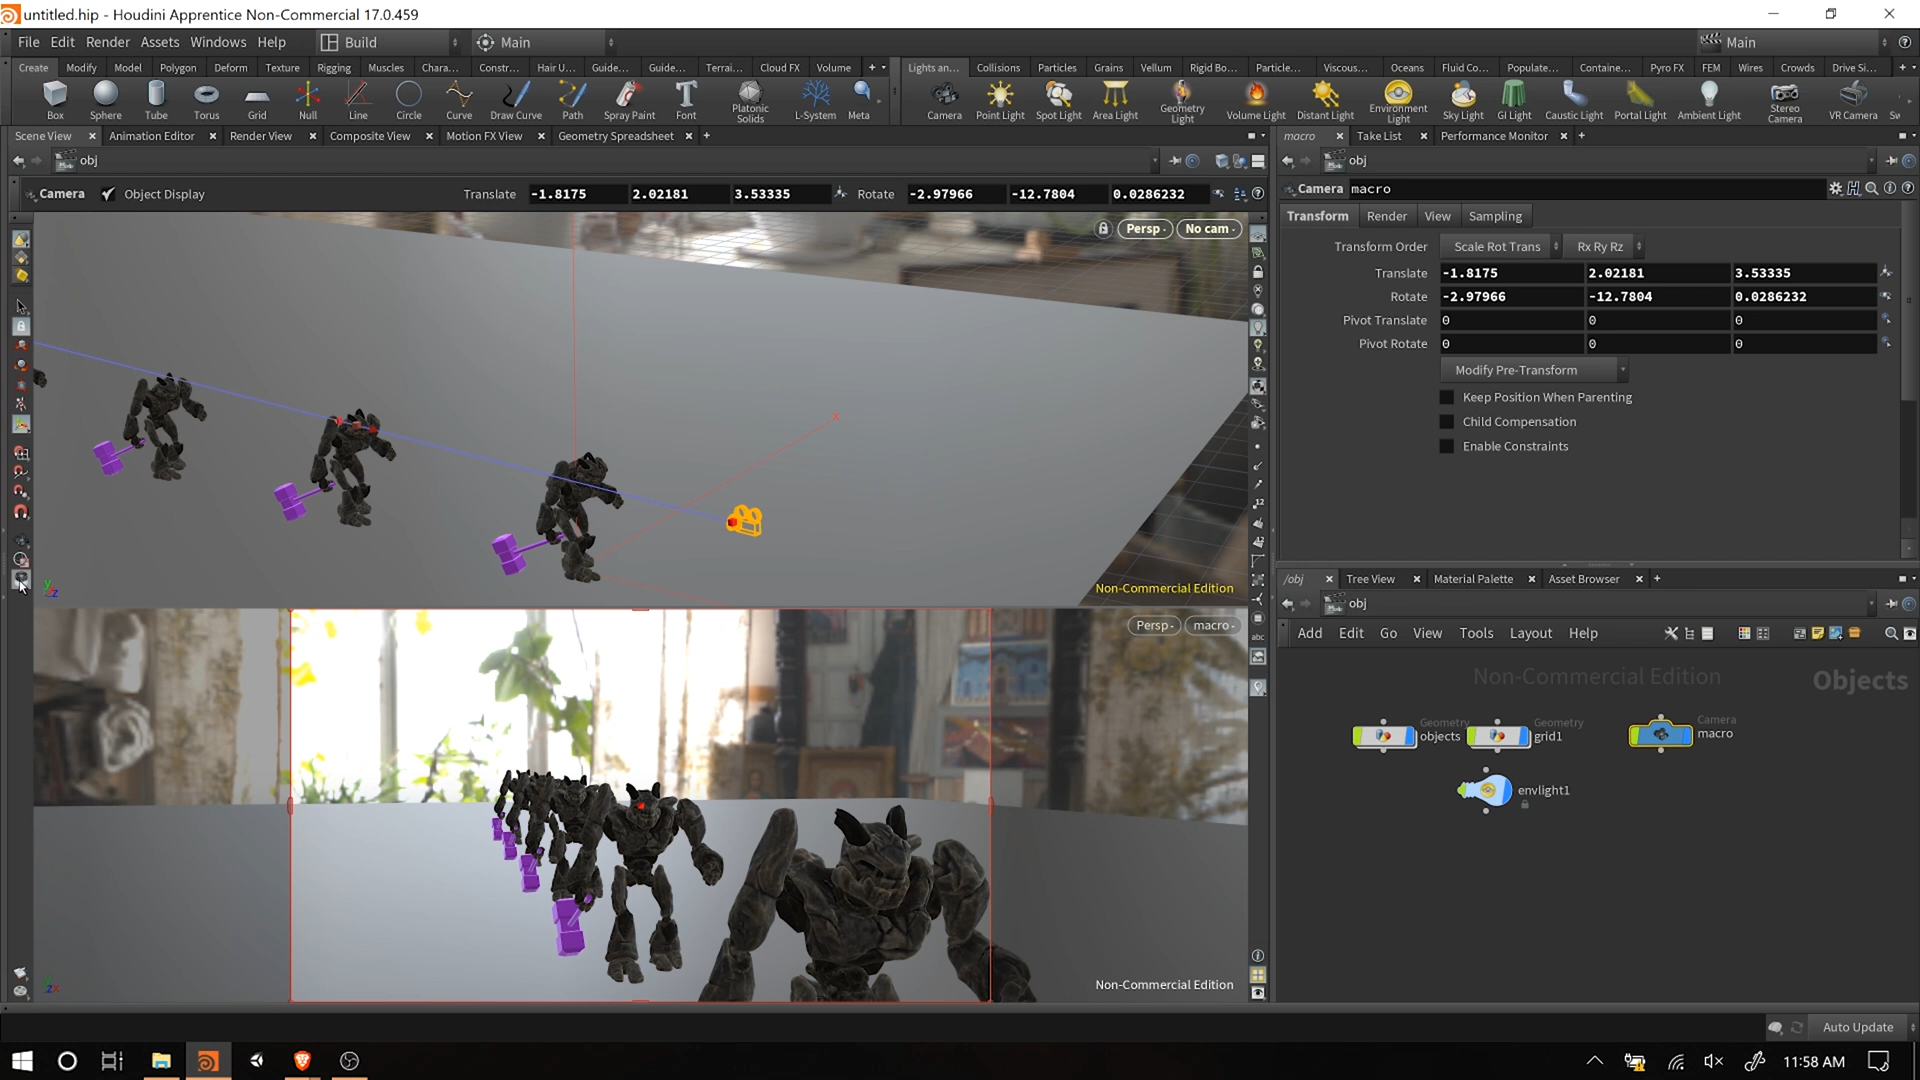 untitled.hip - Houdini Apprentice Non-Commercial 17.0.459
File Edit Render Assets Windows Help Build Main Main
Create Modify Model Polygon Deform Texture Rigging Muscles Chara... Constr... Hair U... Guide... Guide... Terrai... Cloud FX Volume
Lights an... Collisions Particles Grains Vellum Rigid Bo... Particle... Viscous... Oceans Fluid Co... Populate... Containe... Pyro FX FEM Wires Crowds Drive Si...
Box Sphere Tube Torus Grid Null Line Circle Curve Draw Curve Path Spray Paint Font Platonic Solids L-System Meta
Camera Point Light Spot Light Area Light Geometry Light Volume Light Distant Light Environment Light Sky Light GI Light Caustic Light Portal Light Ambient Light Stereo Camera VR Camera Sw
Scene View Animation Editor Render View Composite View Motion FX View Geometry Spreadsheet
macro Take List Performance Monitor
obj
obj
Camera Object Display Translate -1.8175 2.02181 3.53335 Rotate -2.97966 -12.7804 0.0286232
Camera macro
Transform Render View Sampling
Persp No cam
Transform Order Scale Rot Trans Rx Ry Rz
Translate -1.8175 2.02181 3.53335
Rotate -2.97966 -12.7804 0.0286232
Pivot Translate 0 0 0
Pivot Rotate 0 0 0
Modify Pre-Transform
Keep Position When Parenting
Child Compensation
Enable Constraints
x
Non-Commercial Edition
/obj Tree View Material Palette Asset Browser
obj
Add Edit Go View Tools Layout Help
Persp macro
abc
Non-Commercial Edition
Objects
Geometry
objects
Geometry
grid1
Camera
macro
envlight1
Non-Commercial Edition
Auto Update
11:58 AM